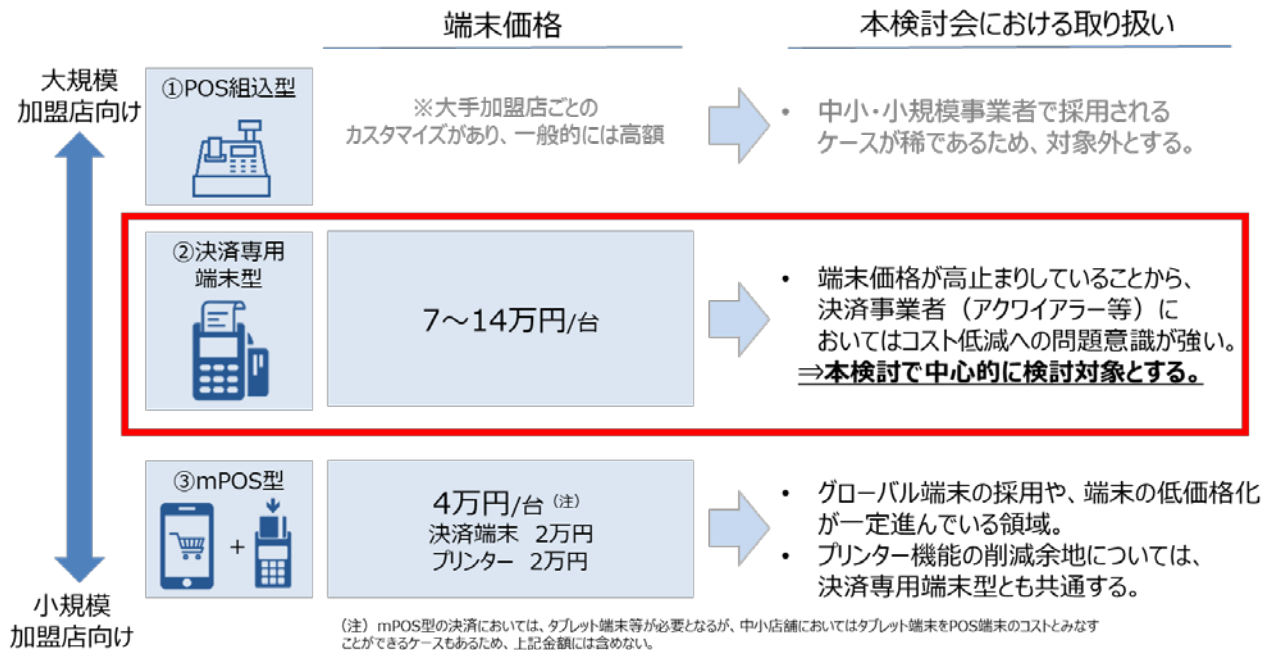 端末価格
本検討会における取り扱い
大規模
加盟店向け
①POS組込型
※大手加盟店ごとの
カスタマイズがあり、一般的には高額
• 中小・小規模事業者で採用される
ケースが稀であるため、対象外とする。
②決済専用
端末型
7～14万円/台
• 端末価格が高止まりしていることから、
決済事業者（アクワイアラー等）に
おいてはコスト低減への問題意識が強い。
⇒本検討で中心的に検討対象とする。
③mPOS型
+
4万円/台（注）
決済端末 2万円
プリンター 2万円
• グローバル端末の採用や、端末の低価格化
が一定進んでいる領域。
• プリンター機能の削減余地については、
決済専用端末型とも共通する。
小規模
加盟店向け
（注）mPOS型の決済においては、タブレット端末等が必要となるが、中小店舗においてはタブレット端末をPOS端末のコストとみなす
ことができるケースもあるため、上記金額には含めない。